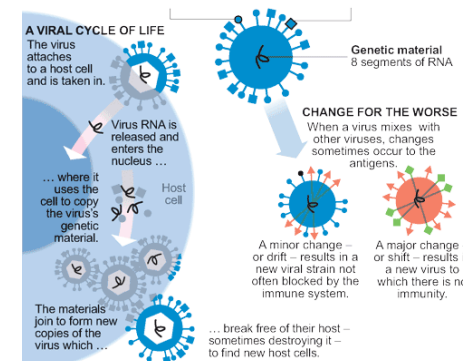 A VIRAL CYCLE OF LIFE
The virus
attaches
to a host cell
and is taken in.
Virus RNA is
released and
enters the
nucleus …
… where it
uses the
cell to copy
the virus's
genetic
material.
Host
cell
The materials
join to form new
copies of the
virus which …
… break free of their host –
sometimes destroying it –
to find new host cells.
Genetic material
8 segments of RNA
CHANGE FOR THE WORSE
When a virus mixes with
other viruses, changes
sometimes occur to the
antigens.
A minor change –
or drift – results in a
new viral strain not
often blocked by the
immune system.
A major change
or shift – results i
a new virus to
which there is no
immunity.